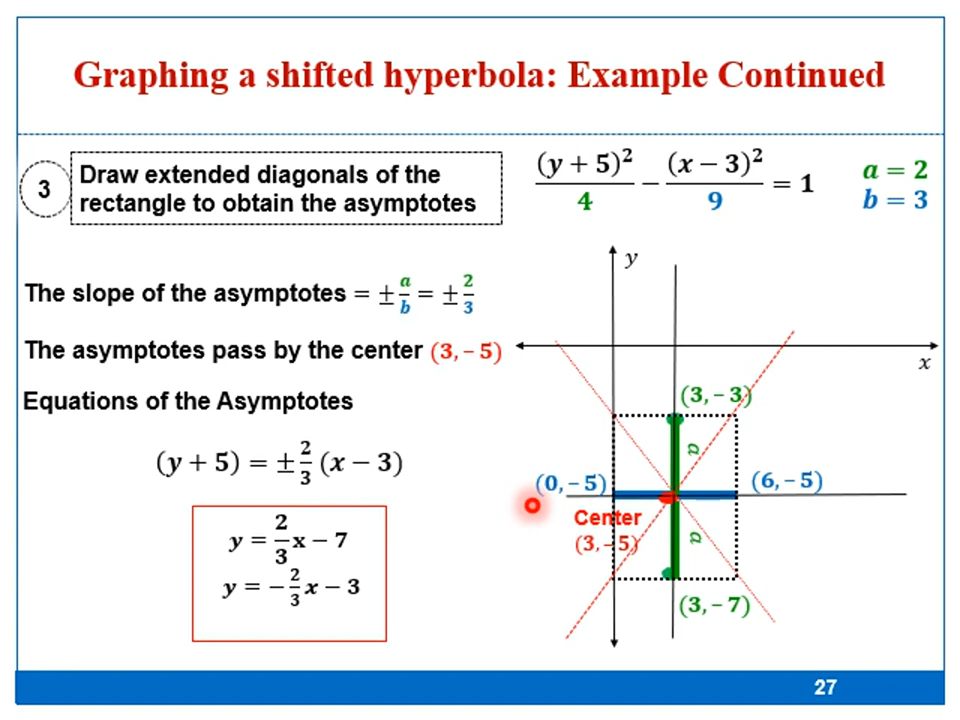 Graphing a shifted hyperbola: Example Continued
3
Draw extended diagonals of the
rectangle to obtain the asymptotes
(y + 5)²/4 − (x − 3)²/9 = 1
a = 2
b = 3
The slope of the asymptotes = ± a/b = ± 2/3
The asymptotes pass by the center (3, – 5)
Equations of the Asymptotes
(y + 5) = ± 2/3 (x − 3)
y = 2/3 x − 7
y = − 2/3 x − 3
y
x
(3, – 3)
a
(0, – 5)
(6, – 5)
Center
(3, – 5)
a
(3, – 7)
27